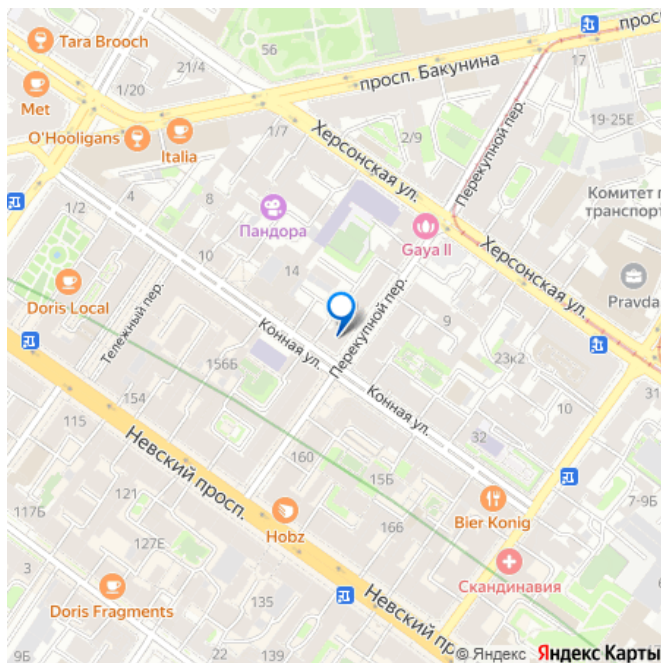 Tara Brooch
56
21/4
просп.
17
просп. Бакунина
1/20
Met
O'Hooligans
Italia
1/7
2/9
19-25Е
Херсонская ул.
Перекупной пер.
Комитет п
транспорт
4
8
Пандора
1/2
10
Gaya II
Херсонская ул.
14
Pravda
Doris Local
Тележный пер.
Перекупной пер.
9
Конная ул.
156Б
23к2
154
Конная ул.
10
115
Невский просп.
32
31
160
15Б
121
7-9Б
117Б
Bier Konig
Hobz
166
127Е
3
Скандинавия
Doris Fragments
135
Невский пр
22
139
9Б
© Яндекс Яндекс Карты